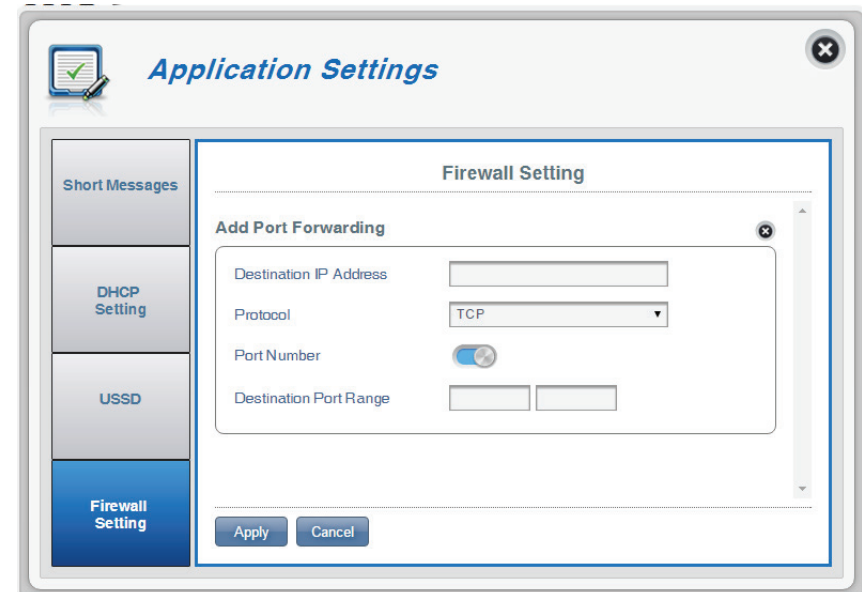 Application Settings
Short Messages
DHCP
Setting
USSD
Firewall
Setting
Firewall Setting
Add Port Forwarding
Destination IP Address
Protocol
TCP
Port Number
Destination Port Range
Apply
Cancel